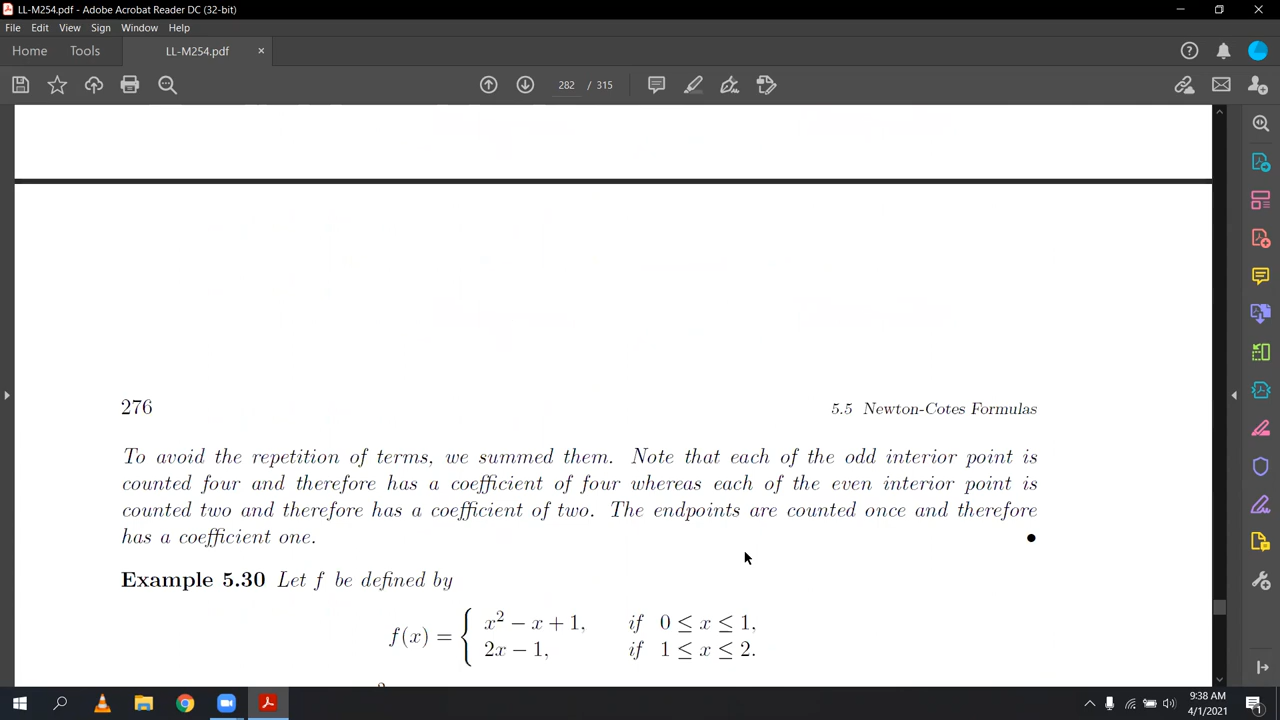 LL-M254.pdf - Adobe Acrobat Reader DC (32-bit)
File Edit View Sign Window Help
Home Tools LL-M254.pdf ×
282 / 315
276 5.5 Newton-Cotes Formulas
To avoid the repetition of terms, we summed them. Note that each of the odd interior point is
counted four and therefore has a coefficient of four whereas each of the even interior point is
counted two and therefore has a coefficient of two. The endpoints are counted once and therefore
has a coefficient one. •
Example 5.30 Let f be defined by
f(x) = { x² − x + 1, if 0 ≤ x ≤ 1,
2x − 1, if 1 ≤ x ≤ 2.
9:38 AM
4/1/2021